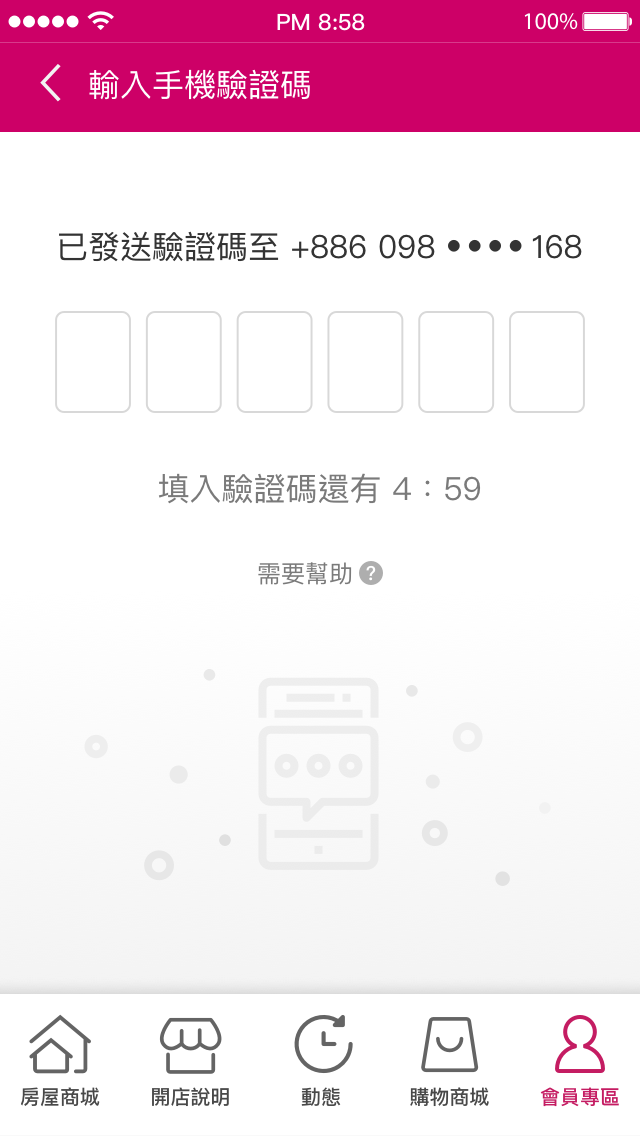 PM 8:58 100%
輸入手機驗證碼
已發送驗證碼至 +886 098 ••••168
填入驗證碼還有 4：59
需要幫助 ?
房屋商城 開店說明 動態 購物商城 會員專區